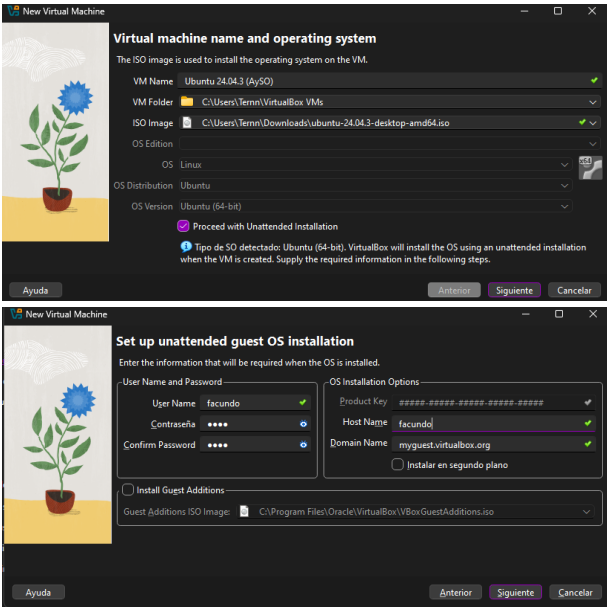 New Virtual Machine
Virtual machine name and operating system
The ISO image is used to install the operating system on the VM.
VM Name Ubuntu 24.04.3 (AySO)
VM Folder C:\Users\Ternn\VirtualBox VMs
ISO Image C:\Users\Ternn\Downloads\ubuntu-24.04.3-desktop-amd64.iso
OS Edition
OS Linux
x64
OS Distribution Ubuntu
OS Version Ubuntu (64-bit)
Proceed with Unattended Installation
Tipo de SO detectado: Ubuntu (64-bit). VirtualBox will install the OS using an unattended installation
when the VM is created. Supply the required information in the following steps.
Ayuda Anterior Siguiente Cancelar
New Virtual Machine
Set up unattended guest OS installation
Enter the information that will be required when the OS is installed.
User Name and Password
User Name facundo
Contraseña ●●●●
Confirm Password ●●●●
OS Installation Options
Product Key #####-#####-#####-#####-#####
Host Name facundo
Domain Name myguest.virtualbox.org
Instalar en segundo plano
Install Guest Additions
Guest Additions ISO Image: C:\Program Files\Oracle\VirtualBox\VBoxGuestAdditions.iso
Ayuda Anterior Siguiente Cancelar